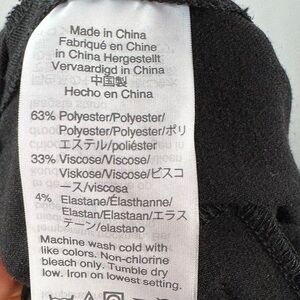 Made in China
Fabriqué en Chine
in China Hergestellt
Vervaardigd in China
中国製
Hecho en China
63% Polyester/Polyester/
Polyester/Polyester/ポリ
エステル/poliéster
33% Viscose/Viscose/
Viskose/Viscose/ビスコ
ース/viscosa
4% Elastane/Élasthanne/
Elastan/Elastaan/エラス
テーン/elastano
Machine wash cold with
like colors. Non-chlorine
bleach only. Tumble dry
low. Iron on lowest setting.